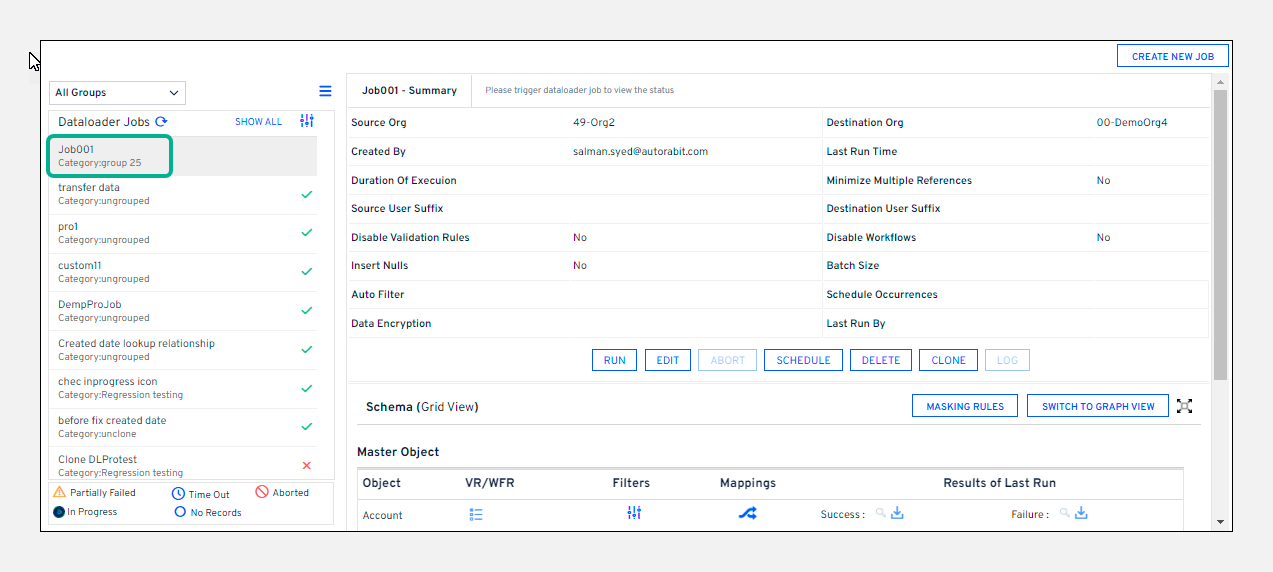 CREATE NEW JOB
All Groups
Dataloader Jobs SHOW ALL
Job001
Category:group 25
transfer data
Category:ungrouped
pro1
Category:ungrouped
custom11
Category:ungrouped
DempProJob
Category:ungrouped
Created date lookup relationship
Category:ungrouped
chec inprogress icon
Category:Regression testing
before fix created date
Category:unclone
Clone DLProtest
Category:Regression testing
Partially Failed Time Out Aborted
In Progress No Records
Job001 - Summary Please trigger dataloader job to view the status
Source Org 49-Org2 Destination Org 00-DemoOrg4
Created By salman.syed@autorabit.com Last Run Time
Duration Of Execuion Minimize Multiple References No
Source User Suffix Destination User Suffix
Disable Validation Rules No Disable Workflows No
Insert Nulls No Batch Size
Auto Filter Schedule Occurrences
Data Encryption Last Run By
RUN EDIT ABORT SCHEDULE DELETE CLONE LOG
Schema (Grid View) MASKING RULES SWITCH TO GRAPH VIEW
Master Object
Object VR/WFR Filters Mappings Results of Last Run
Account Success : Failure :